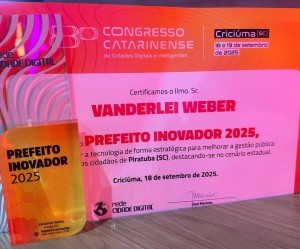 CONGRESSO
CATARINENSE
de Cidades Digitais e Inteligentes
Criciúma (SC)
18 e 19 de setembro
de 2025
rede
CIDADE DIGITAL
Certificamos o Ilmo. Sr.
VANDERLEI WEBER
PREFEITO INOVADOR 2025,
a tecnologia de forma estratégica para melhorar a gestão pública
os cidadãos de Piratuba (SC), destacando-se no cenário estadual.
Criciúma, 18 de setembro de 2025.
rede
CIDADE DIGITAL
PREFEITO
INOVADOR
2025